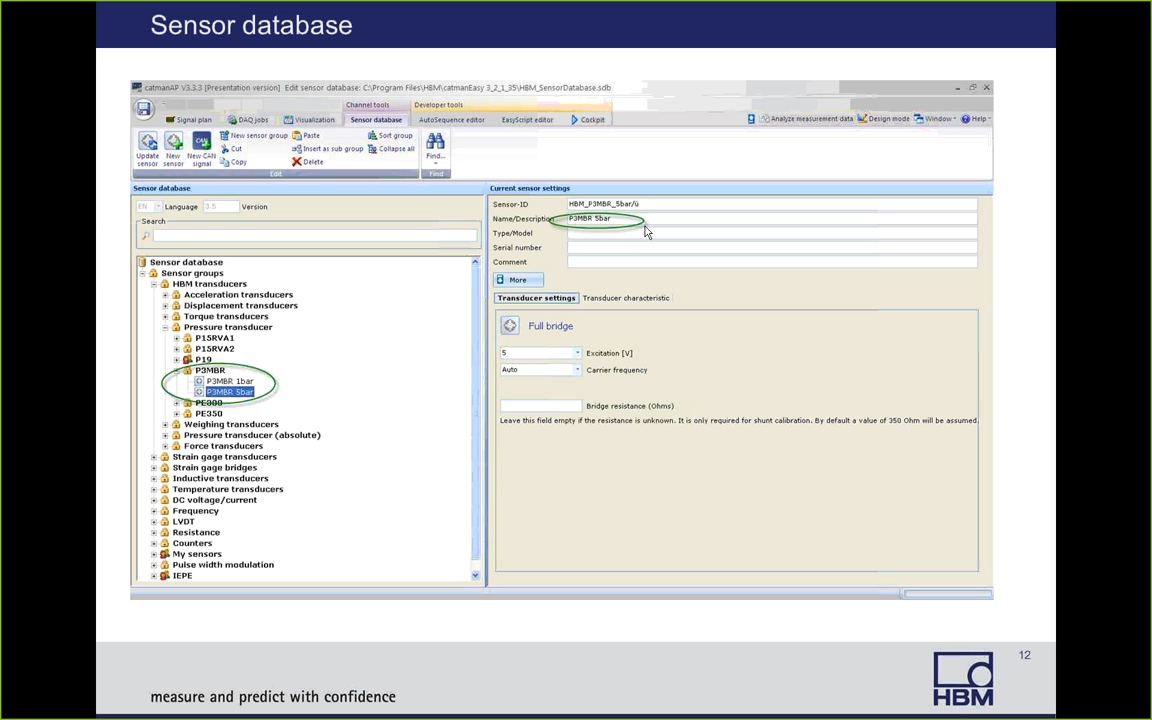 Sensor database
catmanAP V3.3.3 [Presentation version] Edit sensor database: C:\Program Files\HBM\catmanEasy 3_2_1_35\HBM_SensorDatabase.sdb
Channel tools Developer tools
Signal plan DAQ jobs Visualization Sensor database AutoSequence editor EasyScript editor Cockpit Analyze measurement data Design mode Window Help
Update sensor
New sensor
New CAN signal
New sensor group Paste Sort group
Cut Insert as sub group Collapse all
Copy Delete
Find...
Edit Find
Sensor database
EN Language 3.5 Version
Search
Sensor database
Sensor groups
HBM transducers
Acceleration transducers
Displacement transducers
Torque transducers
Pressure transducer
P15RVA1
P15RVA2
P19
P3MBR
P3MBR 1bar
P3MBR 5bar
PE300
PE350
Weighing transducers
Pressure transducer (absolute)
Force transducers
Strain gage transducers
Strain gage bridges
Inductive transducers
Temperature transducers
DC voltage/current
Frequency
LVDT
Resistance
Counters
My sensors
Pulse width modulation
IEPE
Current sensor settings
Sensor-ID HBM_P3MBR_5bar/ü
Name/Description P3MBR 5bar
Type/Model
Serial number
Comment
More
Transducer settings Transducer characteristic
Full bridge
5 Excitation [V]
Auto Carrier frequency
Bridge resistance (Ohms)
Leave this field empty if the resistance is unknown. It is only required for shunt calibration. By default a value of 350 Ohm will be assumed.
12
measure and predict with confidence
HBM